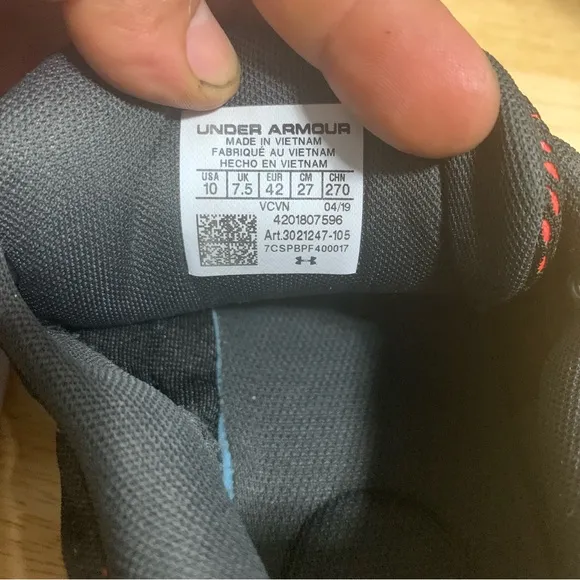 UNDER ARMOUR
MADE IN VIETNAM
FABRIQUÉ AU VIETNAM
HECHO EN VIETNAM
USA UK EUR CM CHN
10 7.5 42 27 270
VCVN 04/19
4201807596
Art.3021247-105
7CSPBPF400017